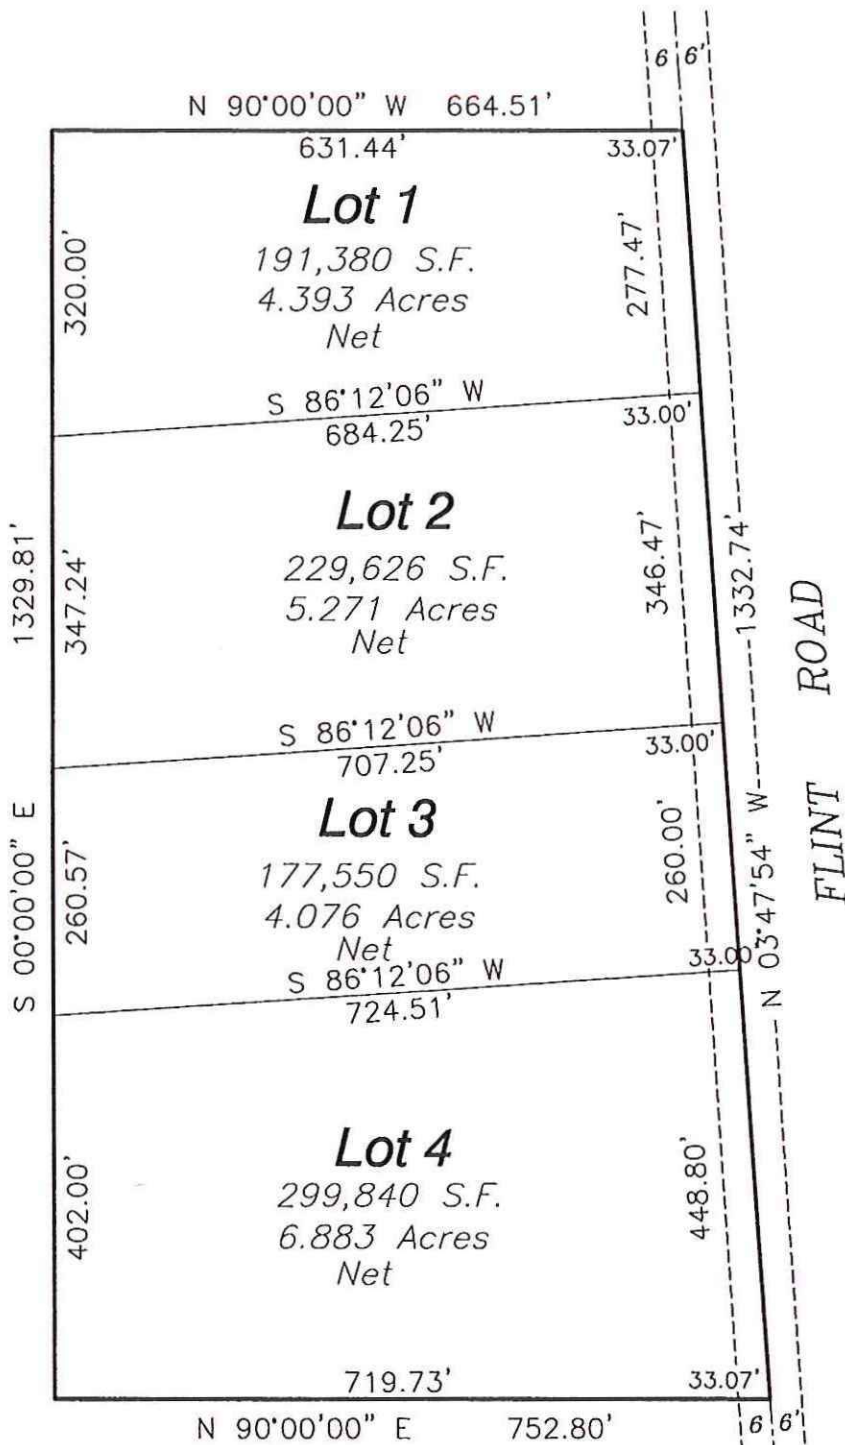 6 6'
N 90°00'00" W 664.51'
631.44' 33.07'
Lot 1
191,380 S.F.
4.393 Acres
Net
320.00'
277.47'
S 86°12'06" W
684.25' 33.00'
Lot 2
229,626 S.F.
5.271 Acres
Net
347.24'
346.47'
S 00°00'00" E 1329.81'
N 03°47'54" W 1332.74'
FLINT ROAD
S 86°12'06" W
707.25' 33.00'
Lot 3
177,550 S.F.
4.076 Acres
Net
260.57'
260.00'
S 86°12'06" W
724.51' 33.00'
Lot 4
299,840 S.F.
6.883 Acres
Net
402.00'
448.80'
719.73' 33.07'
N 90°00'00" E 752.80'
6 6'